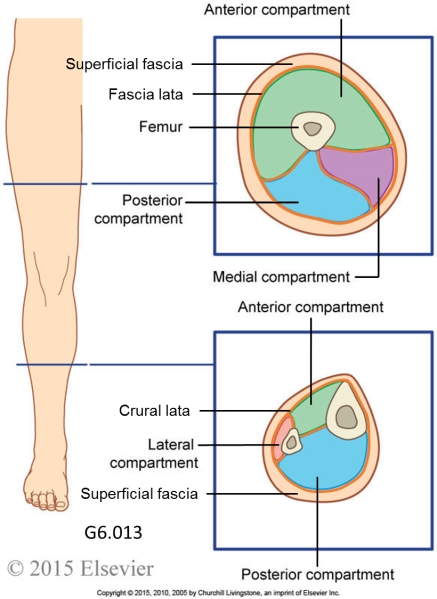 Anterior compartment
Superficial fascia
Fascia lata
Femur
Posterior
compartment
Medial compartment
Anterior compartment
Crural lata
Lateral
compartment
Superficial fascia
G6.013
Posterior compartment
© 2015 Elsevier
Copyright © 2015, 2010, 2005 by Churchill Livingstone, an imprint of Elsevier Inc.